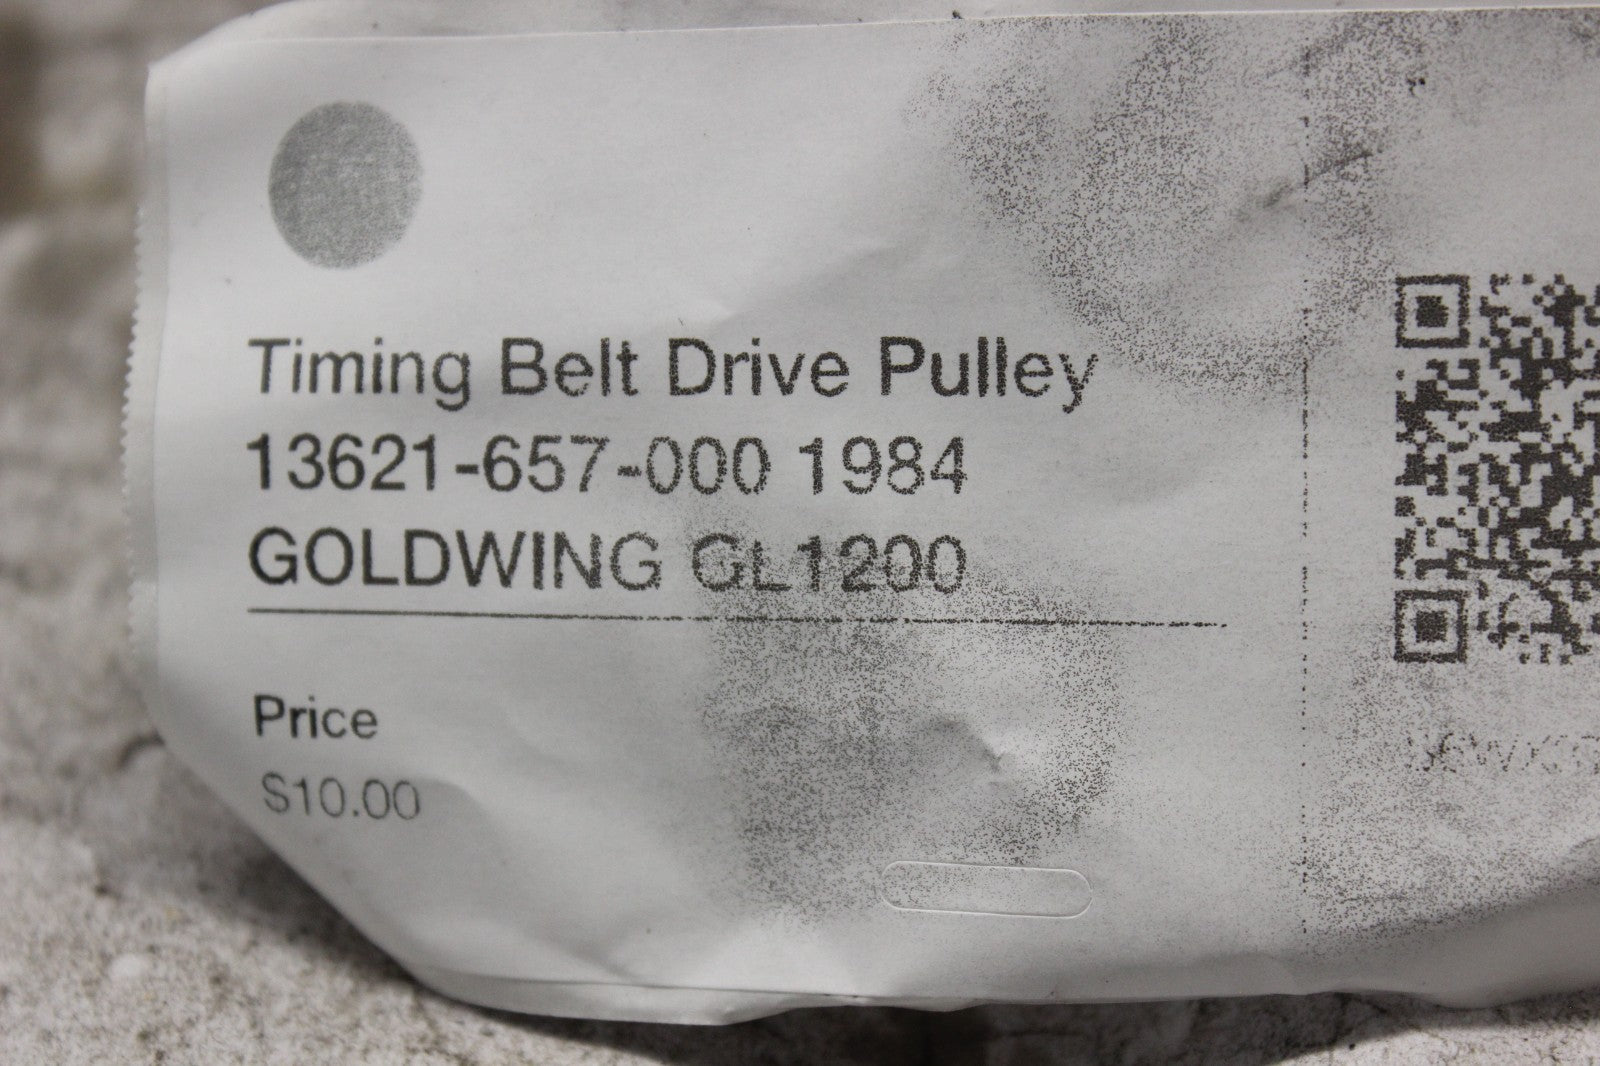 Timing Belt Drive Pulley
13621-657-000 1984
GOLDWING GL1200
Price
$10.00